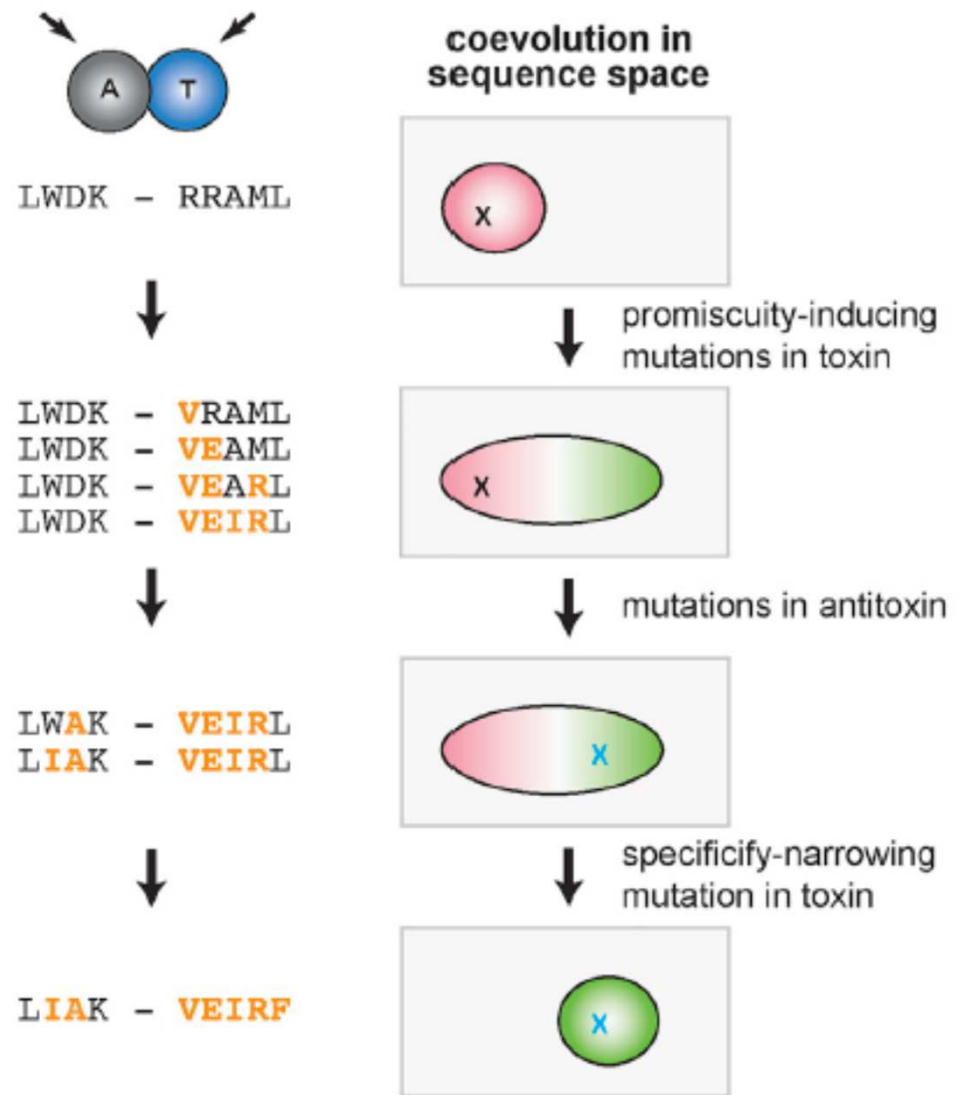 A T
LWDK – RRAML
LWDK – VRAML
LWDK – VEAML
LWDK – VEARL
LWDK – VEIRL
LWAK – VEIRL
LIAK – VEIRL
LIAK – VEIRF
coevolution in
sequence space
X
promiscuity-inducing
mutations in toxin
X
mutations in antitoxin
X
specificify-narrowing
mutation in toxin
X